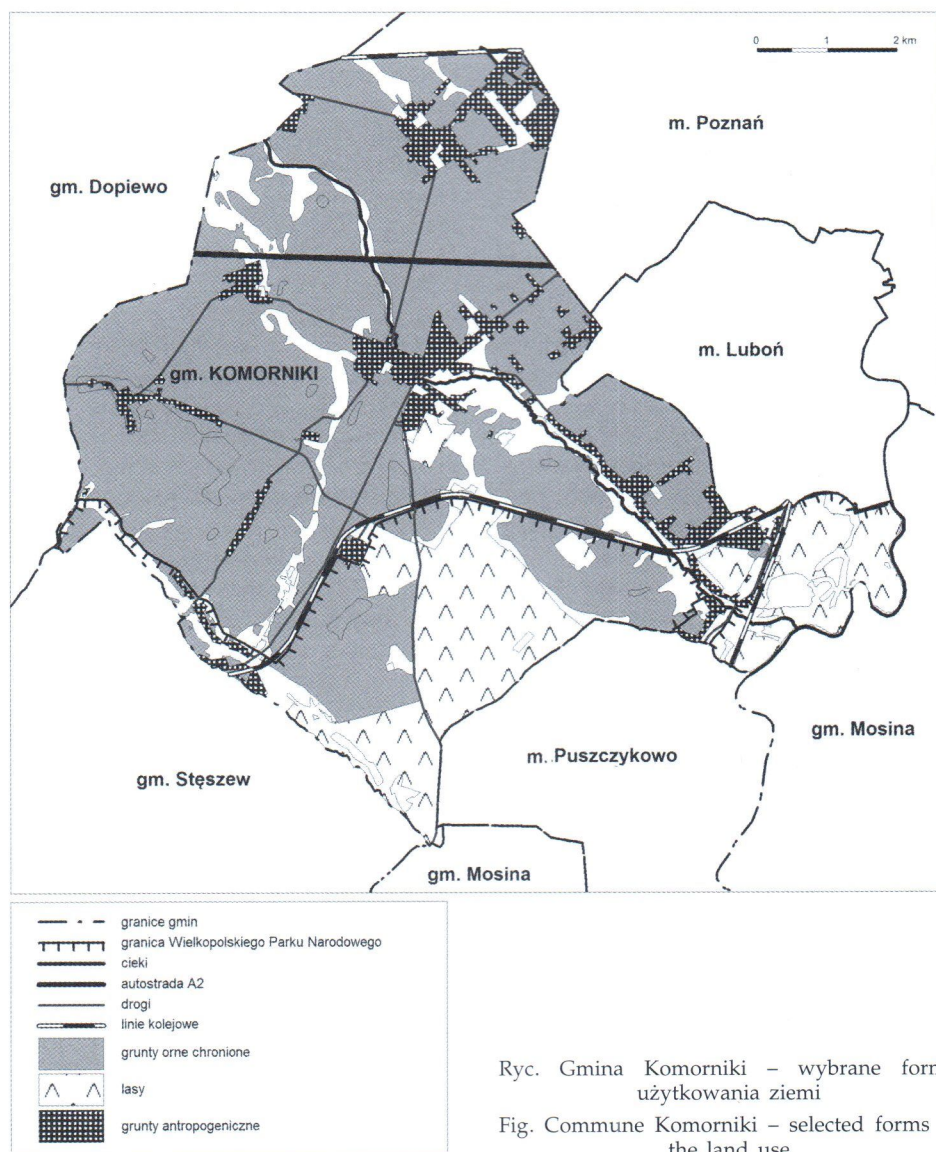 0 1 2 km
m. Poznań
gm. Dopiewo
m. Luboń
gm. KOMORNIKI
gm. Mosina
m. Puszczykowo
gm. Stęszew
gm. Mosina
granice gmin
granica Wielkopolskiego Parku Narodowego
cieki
autostrada A2
drogi
linie kolejowe
grunty orne chronione
lasy
grunty antropogeniczne
Ryc. Gmina Komorniki – wybrane form
użytkowania ziemi
Fig. Commune Komorniki – selected forms
the land use